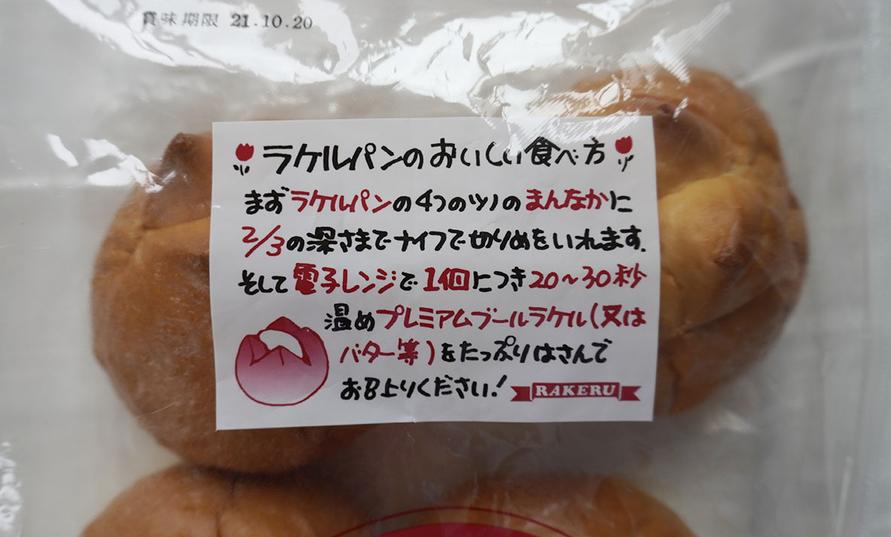 賞味期限 21.10.20
ラケルパンのおいしい食べ方
まずラケルパンの4つのツノのまんなかに
2/3の深さまでナイフで切りめをいれます。
そして電子レンジで1個につき20~30秒
温めプレミアムブールラケル(又は
バター等)をたっぷりはさんで
お召上りください!
RAKERU